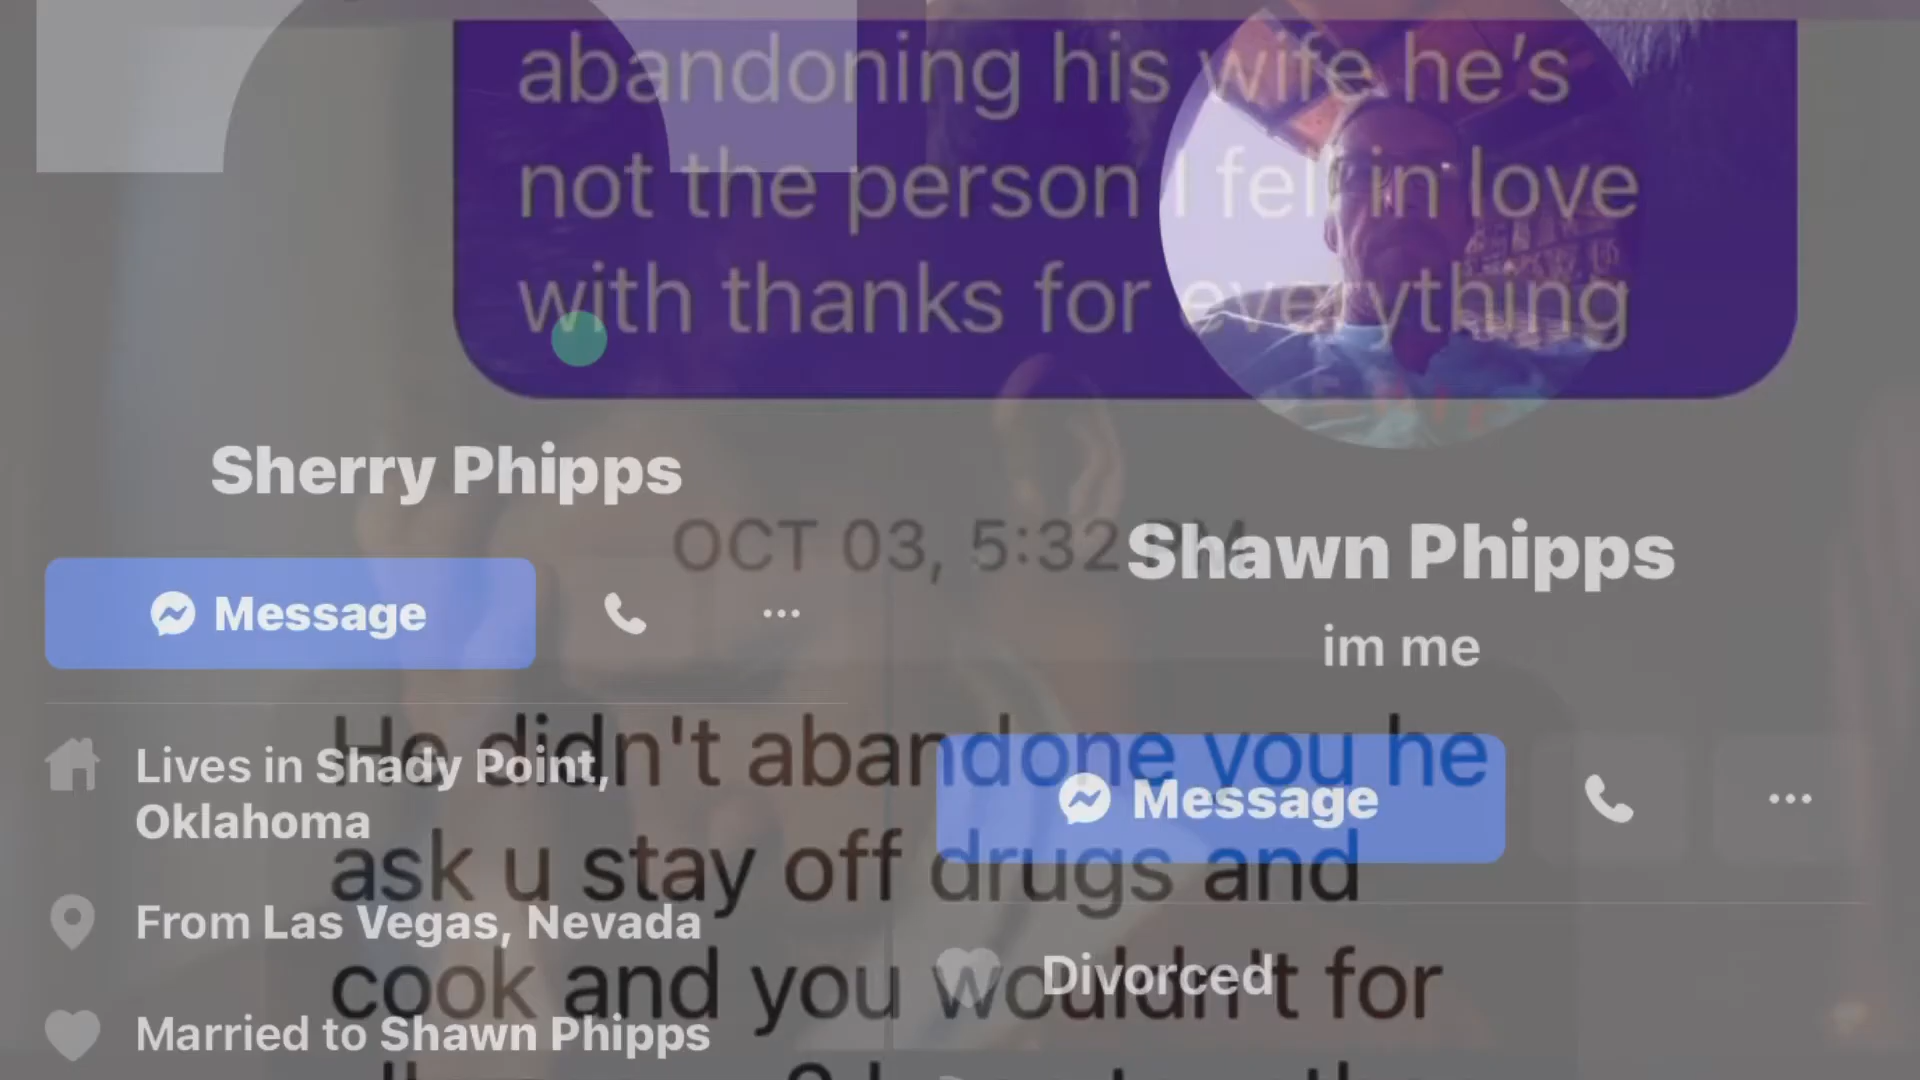 abandoning his wife he's
not the person I fell in love
with thanks for everything
Sherry Phipps
OCT 03, 5:32 PM
Shawn Phipps
im me
Message
He didn't abandone you he
Lives in Shady Point,
Oklahoma
Message
ask u stay off drugs and
From Las Vegas, Nevada
cook and you wouldn't for
Divorced
Married to Shawn Phipps